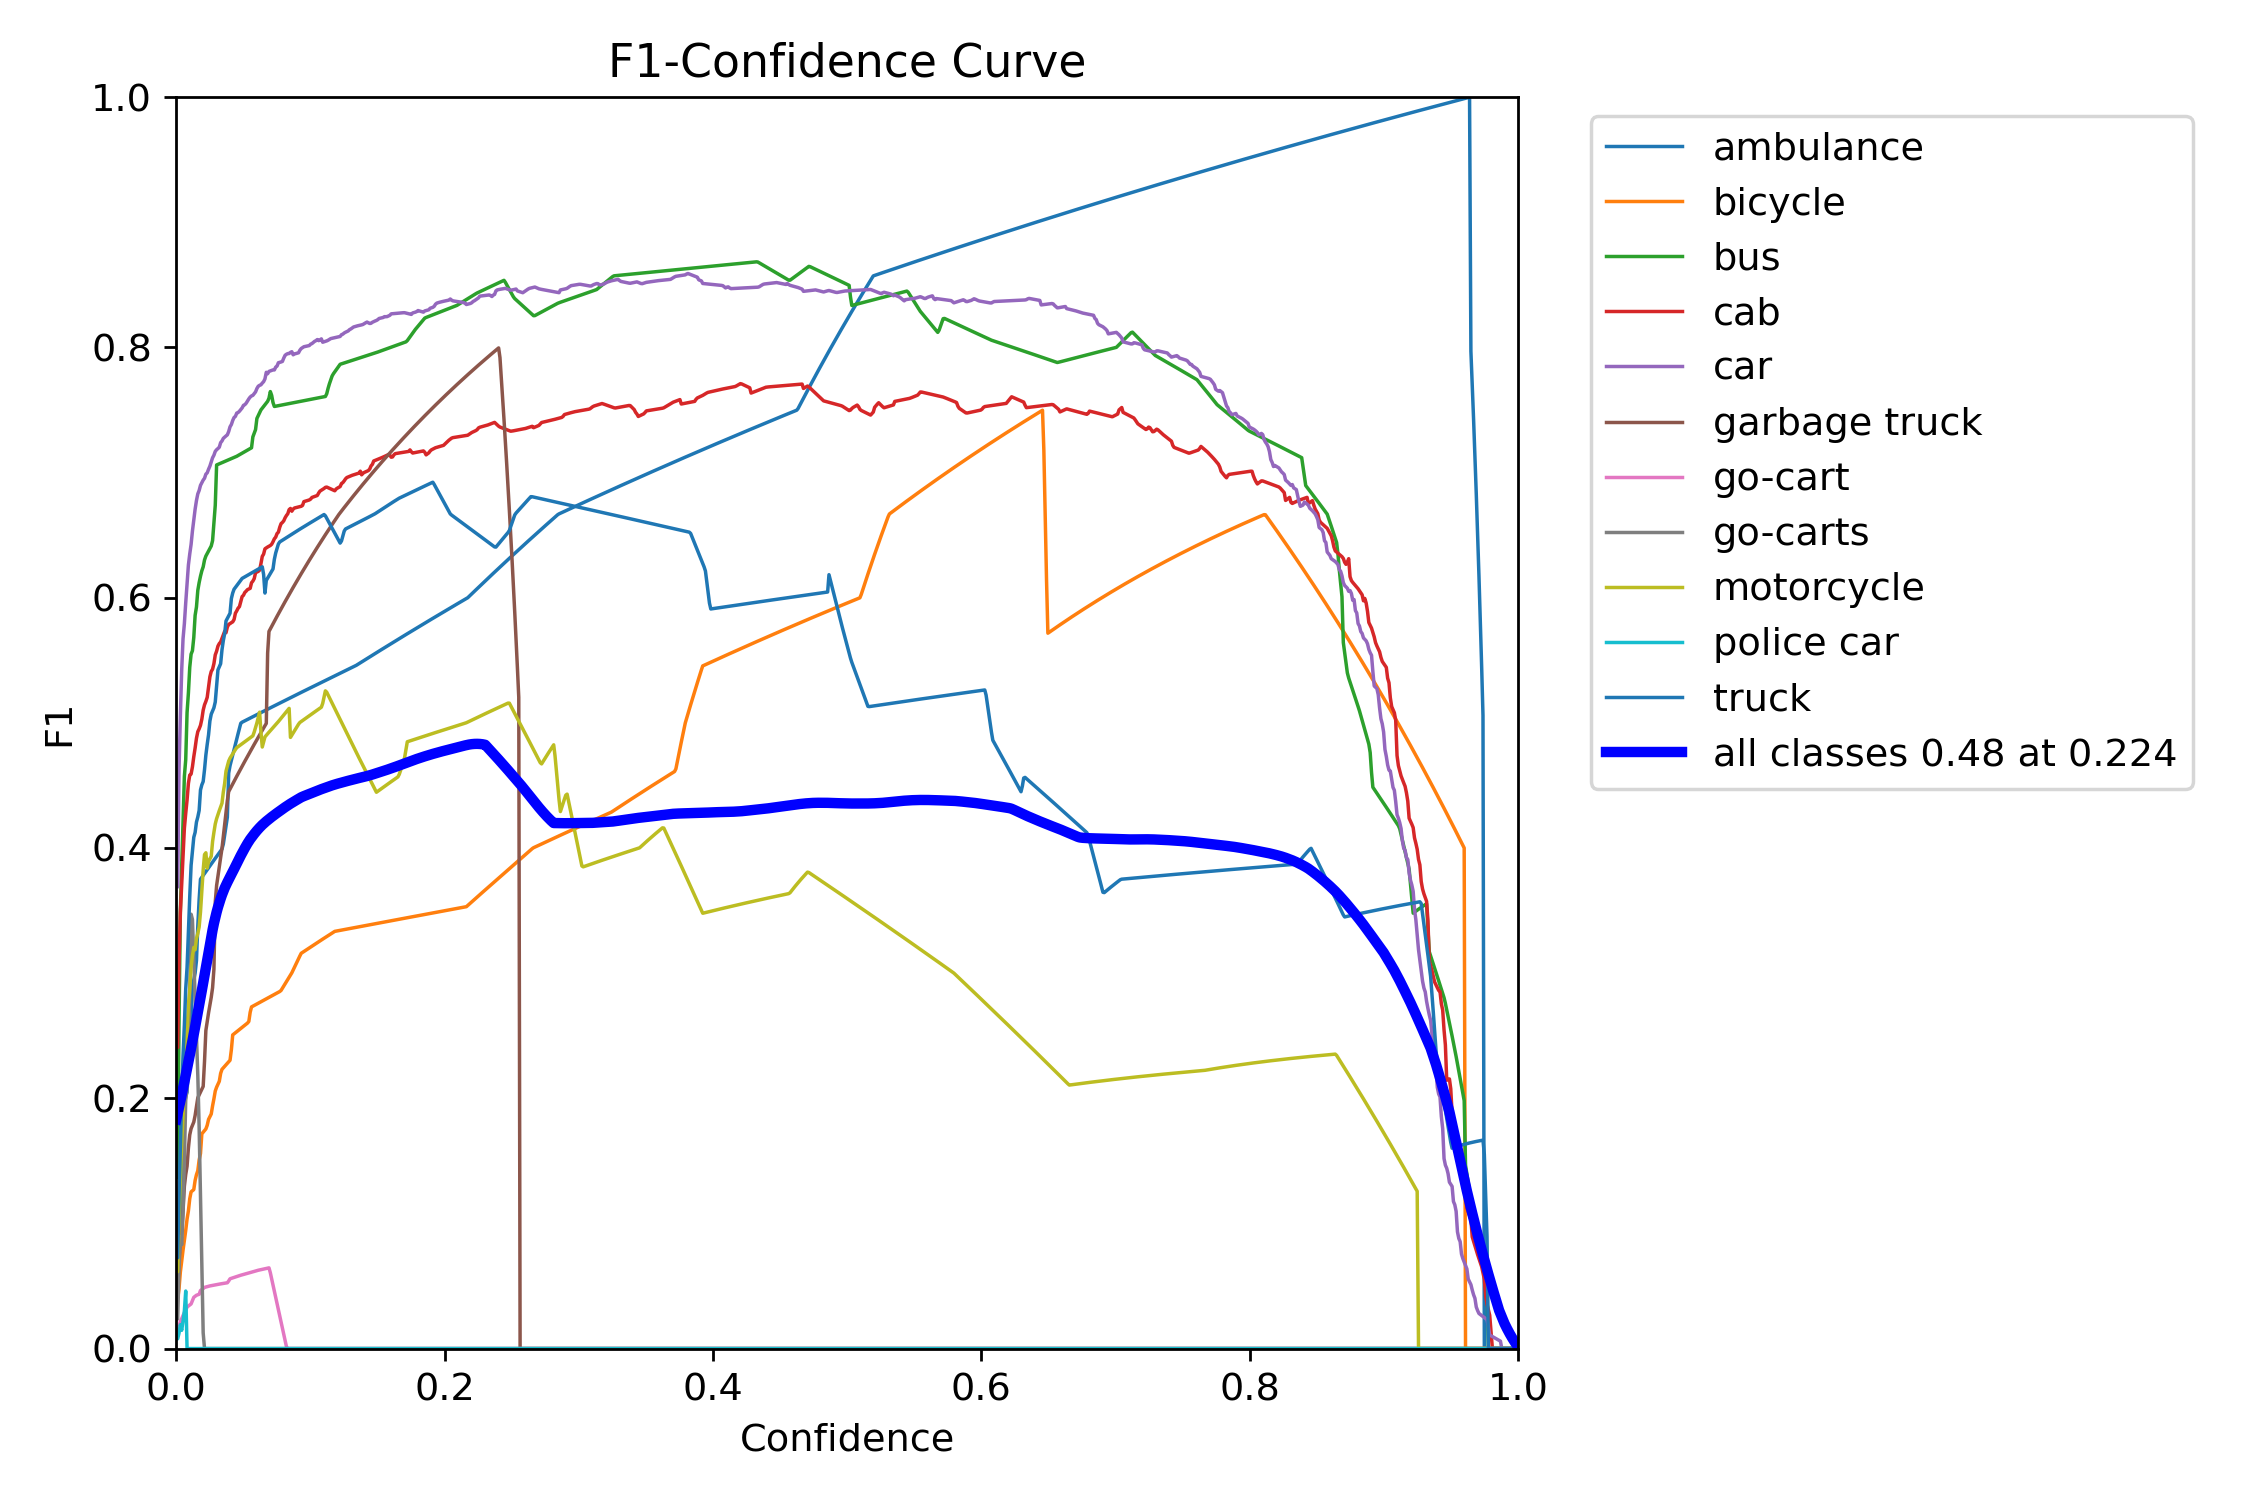 F1-Confidence Curve
1.0
0.8
0.6
0.4
0.2
0.0
F1
0.0 0.2 0.4 0.6 0.8 1.0
Confidence
ambulance
bicycle
bus
cab
car
garbage truck
go-cart
go-carts
motorcycle
police car
truck
all classes 0.48 at 0.224